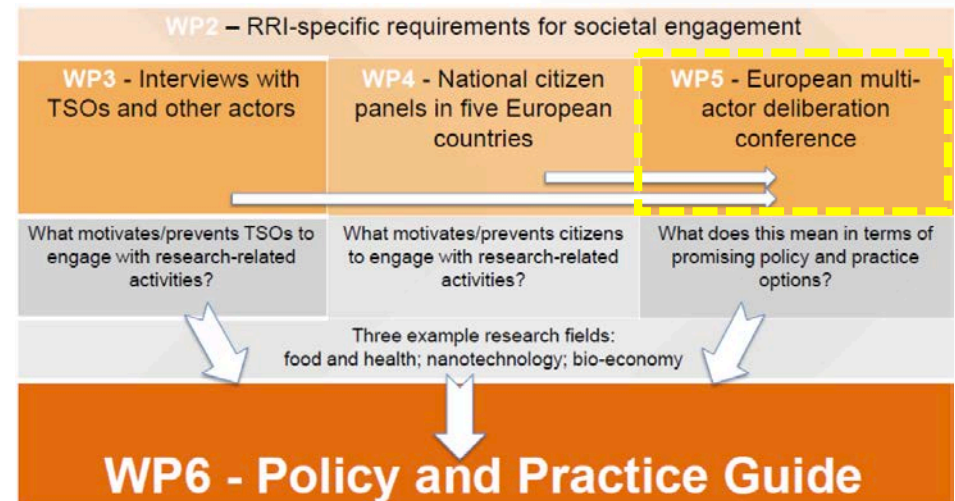 WP2 – RRI-specific requirements for societal engagement
WP3 - Interviews with
TSOs and other actors
WP4 - National citizen
panels in five European
countries
WP5 - European multi-
actor deliberation
conference
What motivates/prevents TSOs to
engage with research-related
activities?
What motivates/prevents citizens
to engage with research-related
activities?
What does this mean in terms of
promising policy and practice
options?
Three example research fields:
food and health; nanotechnology; bio-economy
WP6 - Policy and Practice Guide